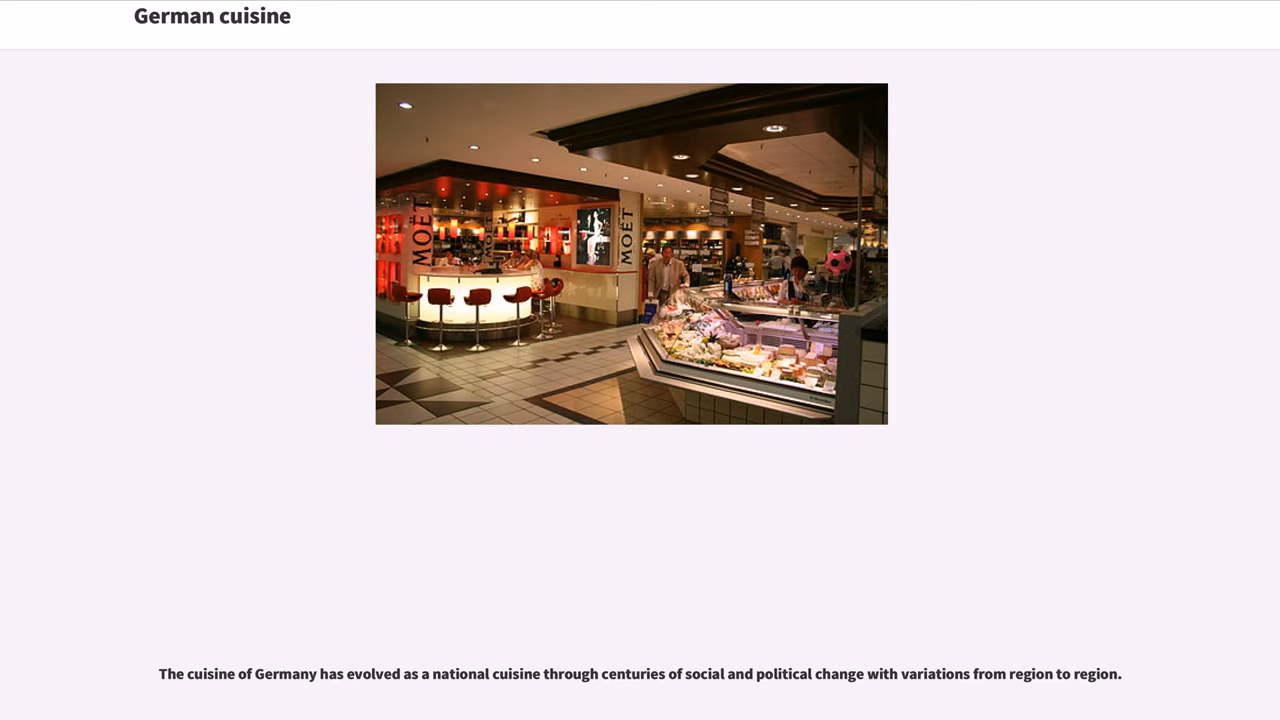 German cuisine
MOËT
MOËT
MOËT
The cuisine of Germany has evolved as a national cuisine through centuries of social and political change with variations from region to region.